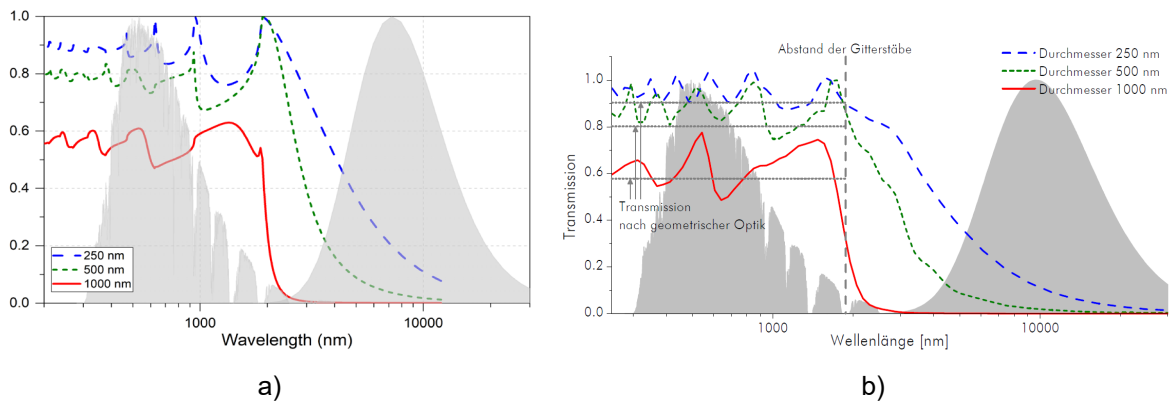 1.0
0.8
0.6
0.4
0.2
0.0
250 nm
500 nm
1000 nm
1000
10000
Wavelength (nm)
a)
Abstand der Gitterstäbe
Durchmesser 250 nm
Durchmesser 500 nm
Durchmesser 1000 nm
Transmission
1.0
0.8
0.6
0.4
0.2
0.0
Transmission
nach geometrischer Optik
1000
10000
Wellenlänge [nm]
b)